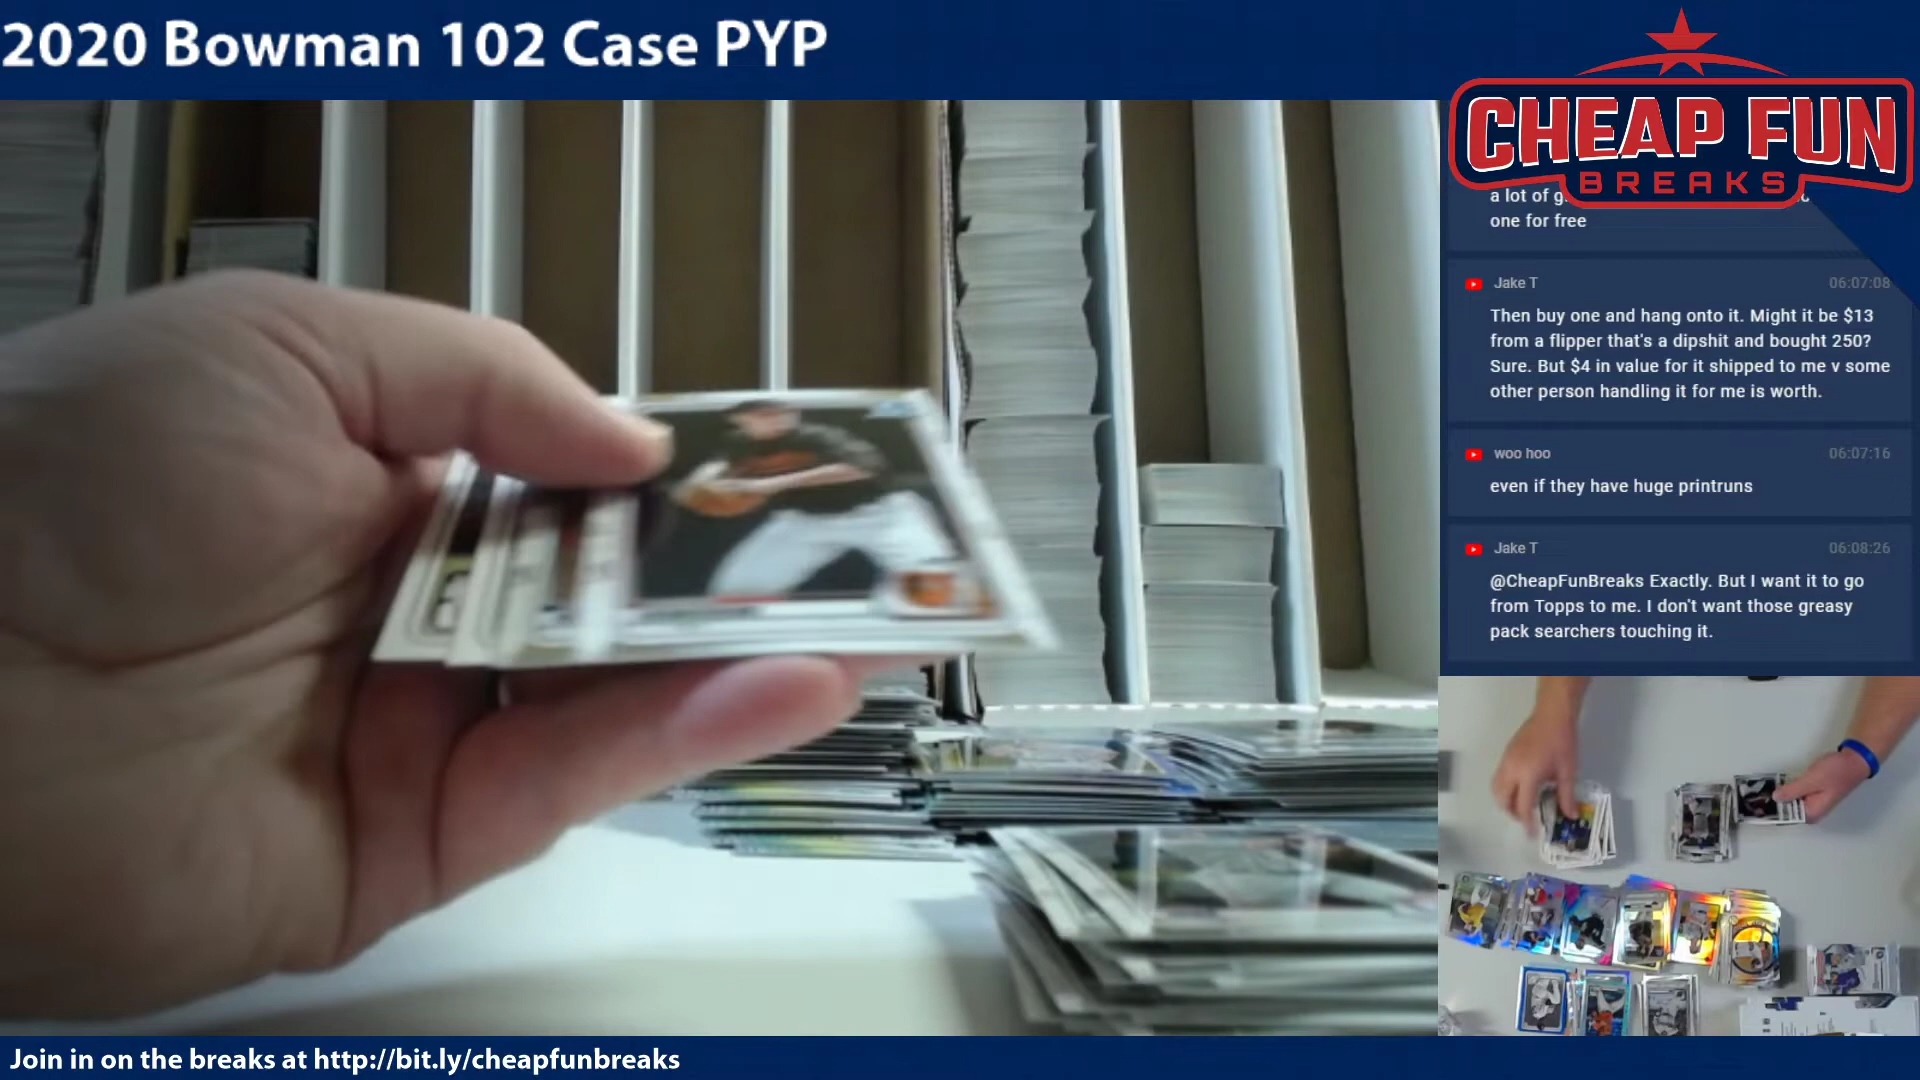 2020 Bowman 102 Case PYP
CHEAP FUN
BREAKS
a lot of
one for free
Jake T 06:07:08
Then buy one and hang onto it. Might it be $13
from a flipper that's a dipshit and bought 250?
Sure. But $4 in value for it shipped to me v some
other person handling it for me is worth.
woo hoo 06:07:16
even if they have huge printruns
Jake T 06:08:26
@CheapFunBreaks Exactly. But I want it to go
from Topps to me. I don't want those greasy
pack searchers touching it.
Join in on the breaks at http://bit.ly/cheapfunbreaks